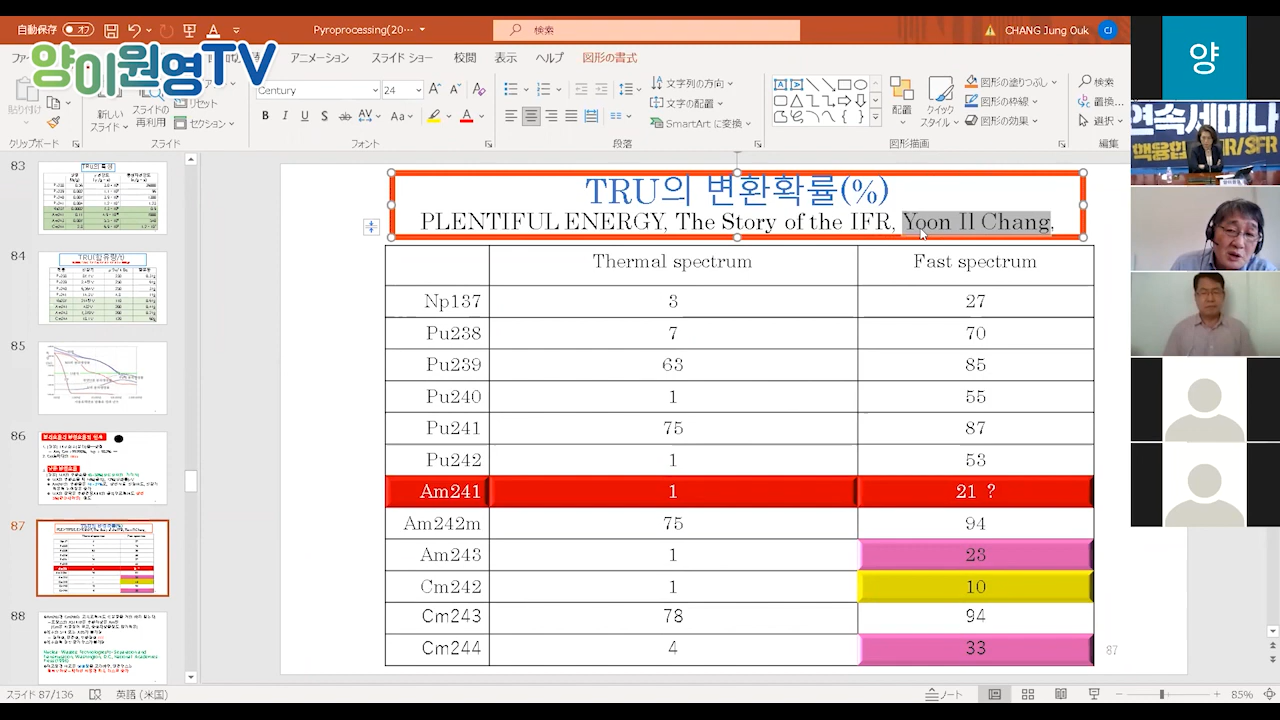 自動保存 オフ
Pyroprocessing(20…
検索
CHANG Jung Ouk
CJ
양이원영TV
アニメーション
スライド ショー
校閲
表示
ヘルプ
図形の書式
貼り付け
新しい
スライド
スライドの
再利用
リセット
セクション
Century
24
文字列の方向
文字の配置
SmartArt に変換
配置
クイック
スタイル
図形の塗りつぶ
図形の枠線
図形の効果
検索
置換
選択
クリップボード
スライド
フォント
段落
図形描画
編集
83
84
85
86
87
88
TRU의 변환확률(%)
PLENTIFUL ENERGY, The Story of the IFR, Yoon Il Chang,
Thermal spectrum Fast spectrum
Np137 3 27
Pu238 7 70
Pu239 63 85
Pu240 1 55
Pu241 75 87
Pu242 1 53
Am241 1 21 ?
Am242m 75 94
Am243 1 23
Cm242 1 10
Cm243 78 94
Cm244 4 33
87
양
연속세미나
スライド 87/136
英語 (米国)
ノート
85%